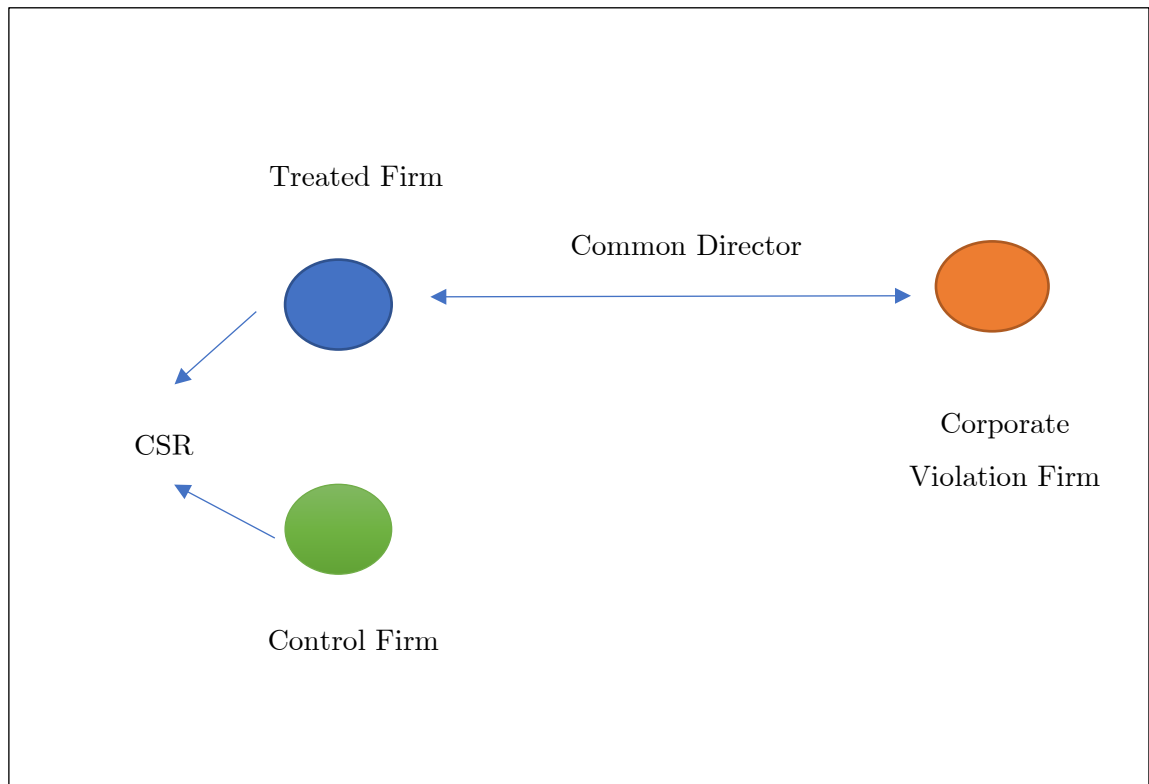 Treated Firm
Common Director
Corporate
Violation Firm
CSR
Control Firm